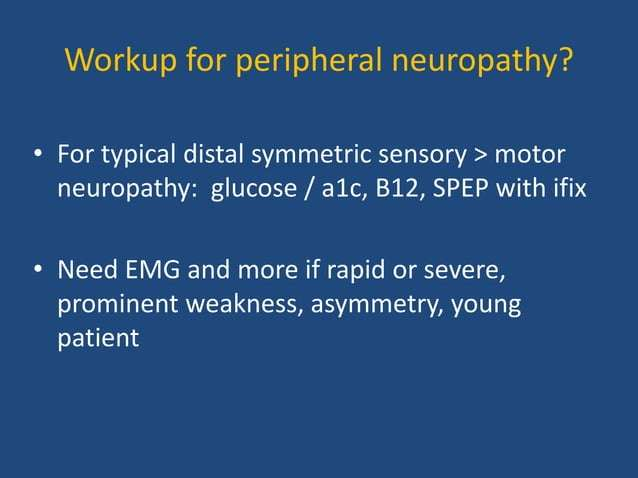 Workup for peripheral neuropathy?
• For typical distal symmetric sensory > motor
neuropathy:  glucose / a1c, B12, SPEP with ifix
• Need EMG and more if rapid or severe,
prominent weakness, asymmetry, young
patient